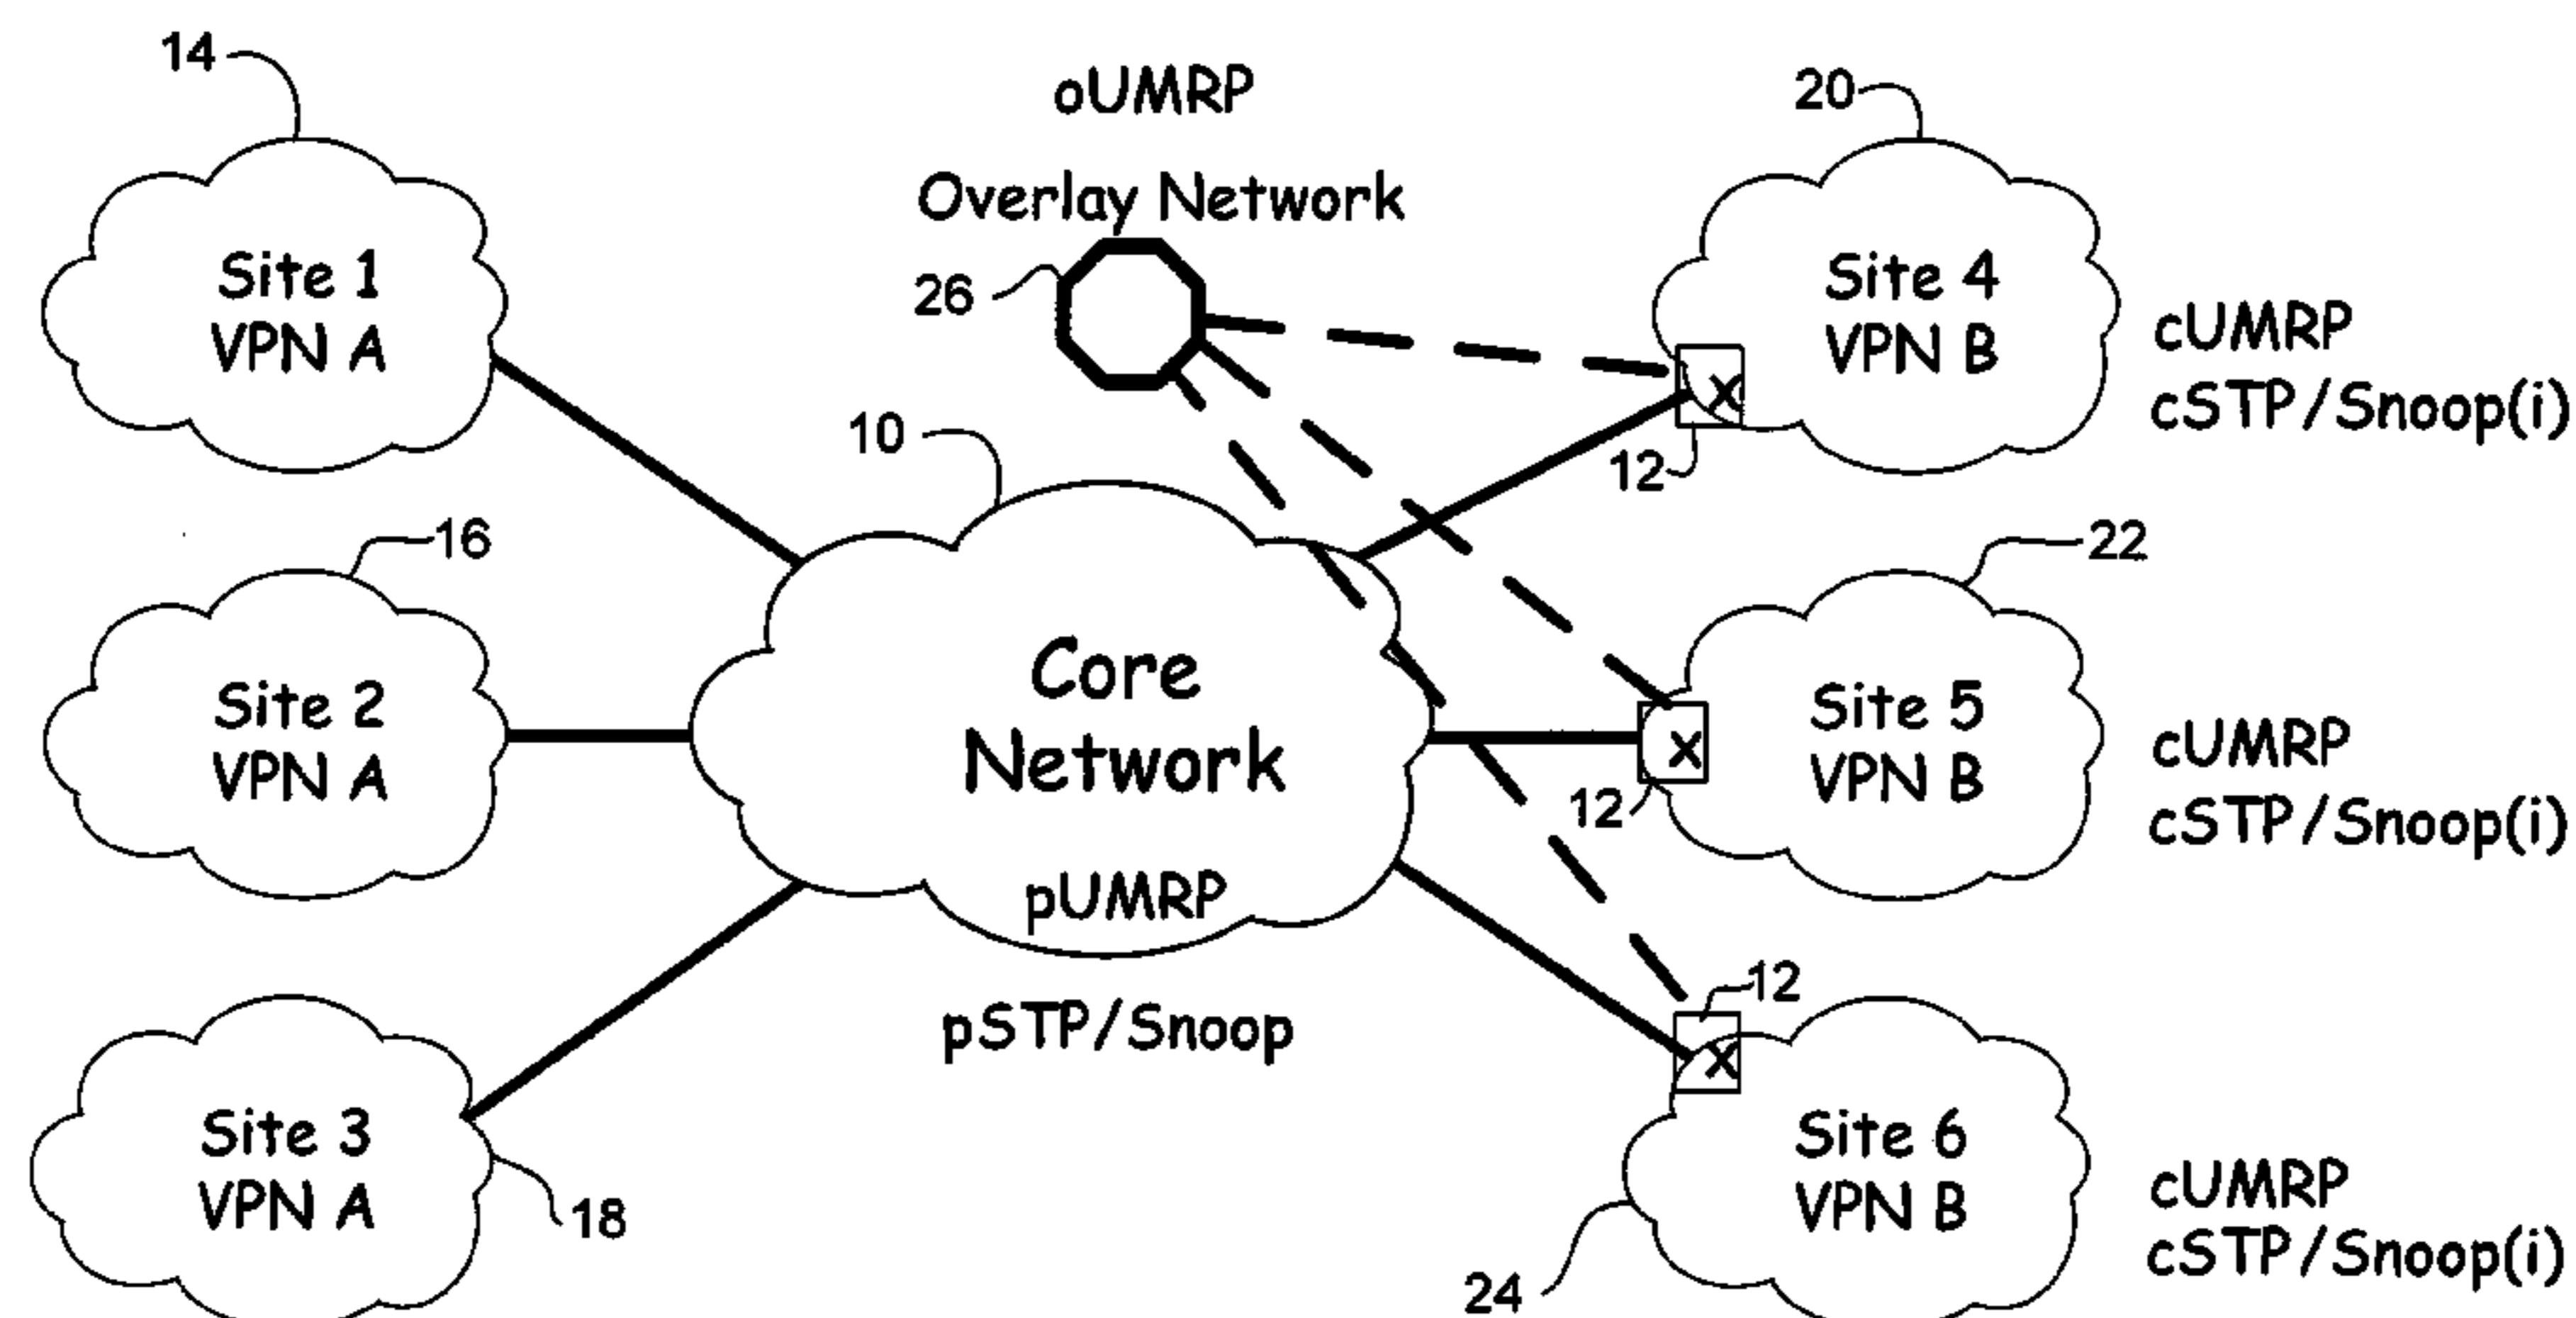 14
oUMRP
Overlay Network
26
20
Site 1
VPN A
Site 4
VPN B
cUMRP
cSTP/Snoop(i)
12
10
16
22
Site 2
VPN A
Core
Network
pUMRP
pSTP/Snoop
Site 5
VPN B
cUMRP
cSTP/Snoop(i)
12
X
X
X
12
Site 3
VPN A
18
Site 6
VPN B
cUMRP
cSTP/Snoop(i)
24